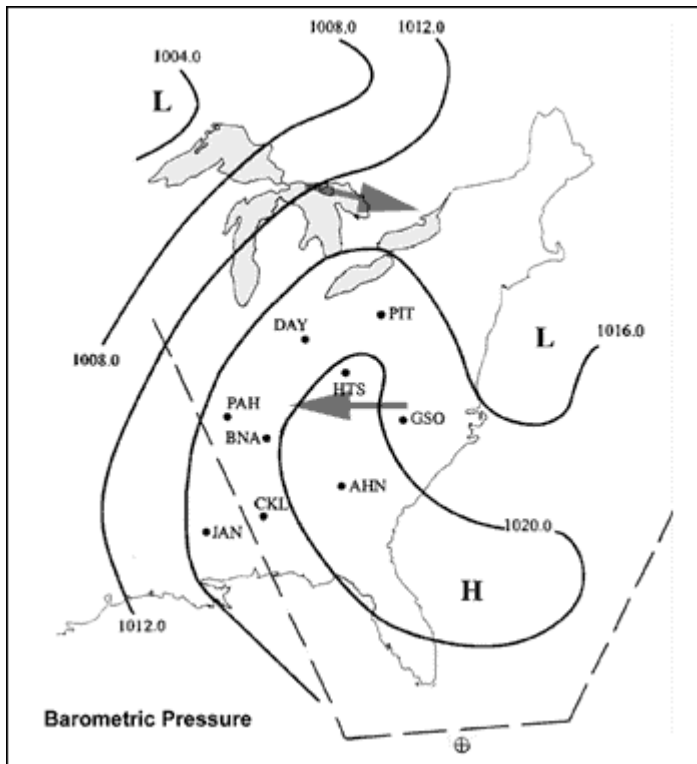 1008.0
1012.0
1004.0
L
PIT
DAY
L
1016.0
1008.0
HTS
PAH
GSO
BNA
AHN
CKL
1020.0
JAN
H
1012.0
Barometric Pressure